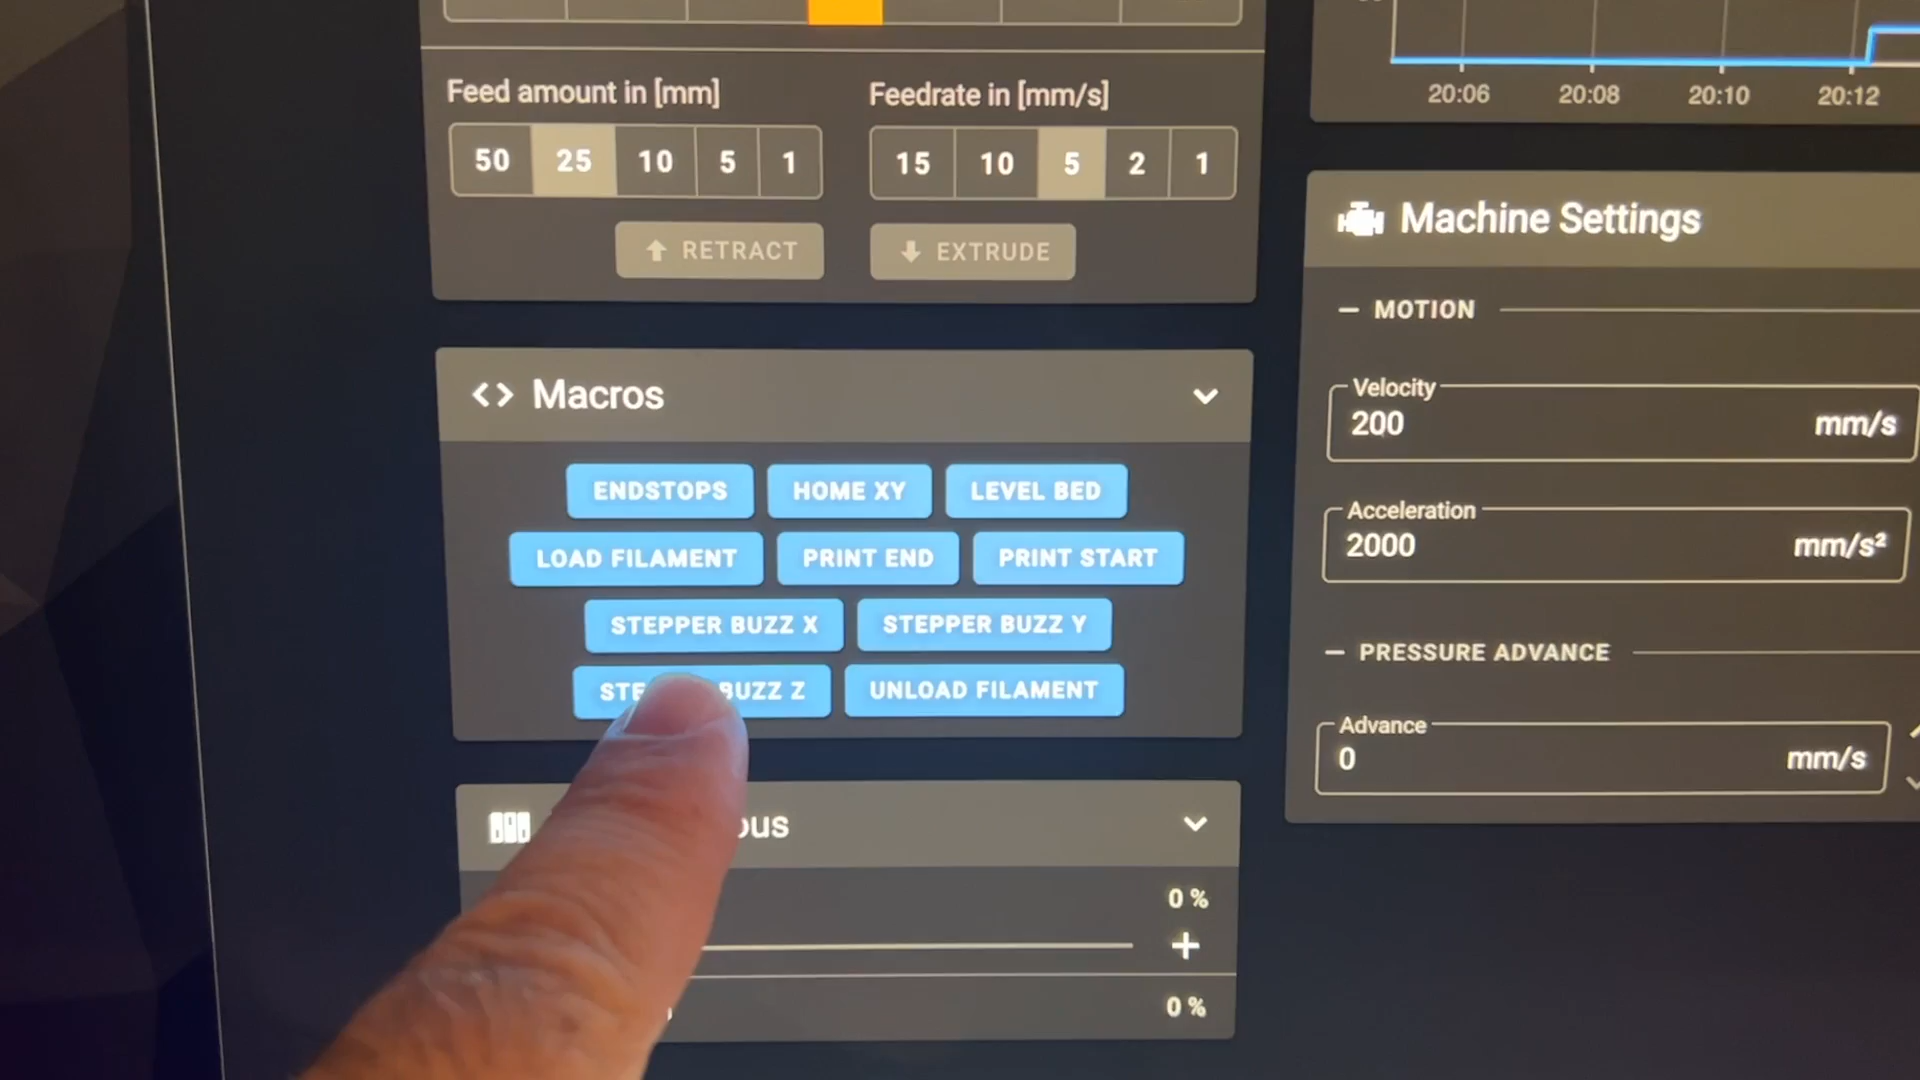 Feed amount in [mm]
50 25 10 5 1
RETRACT
Feedrate in [mm/s]
15 10 5 2 1
EXTRUDE
<> Macros
ENDSTOPS HOME XY LEVEL BED
LOAD FILAMENT PRINT END PRINT START
STEPPER BUZZ X STEPPER BUZZ Y
BUZZ Z UNLOAD FILAMENT
0 %
+
0 %
20:06 20:08 20:10 20:12
Machine Settings
MOTION
Velocity
200 mm/s
Acceleration
2000 mm/s²
PRESSURE ADVANCE
Advance
0 mm/s